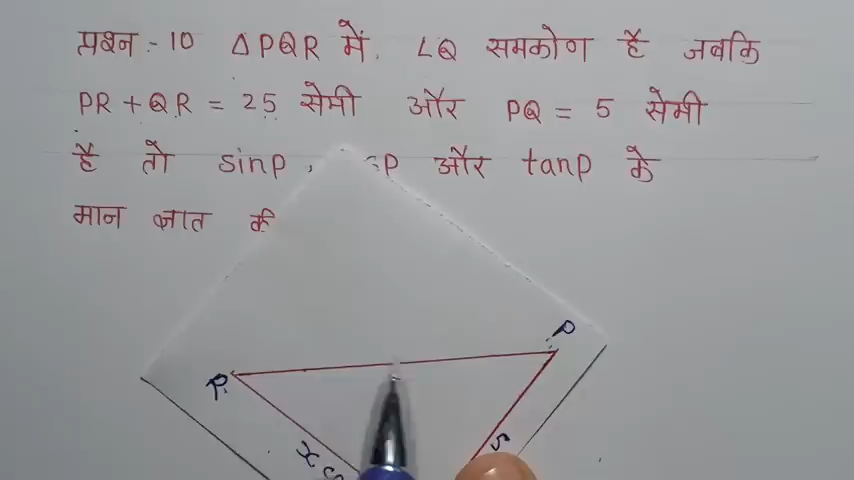 प्रश्न :- 10 ΔPQR में. ∠Q समकोण है जबकि
PR + QR = 25 सेमी और PQ = 5 सेमी
है तो sinp , और tanp के
मान ज्ञात
P
R
5
x